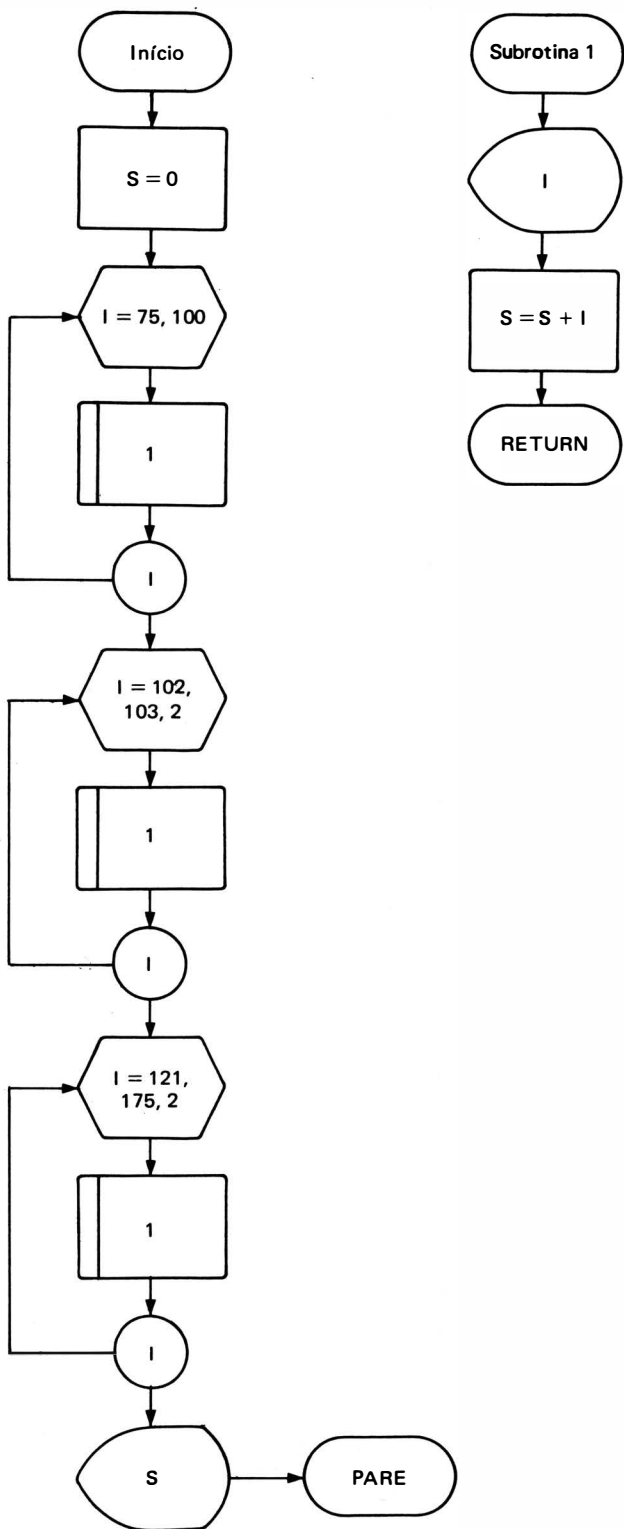 Início
S = 0
I = 75, 100
1
I
I = 102,
103, 2
1
I
I = 121,
175, 2
1
I
S
PARE
Subrotina 1
I
S = S + I
RETURN